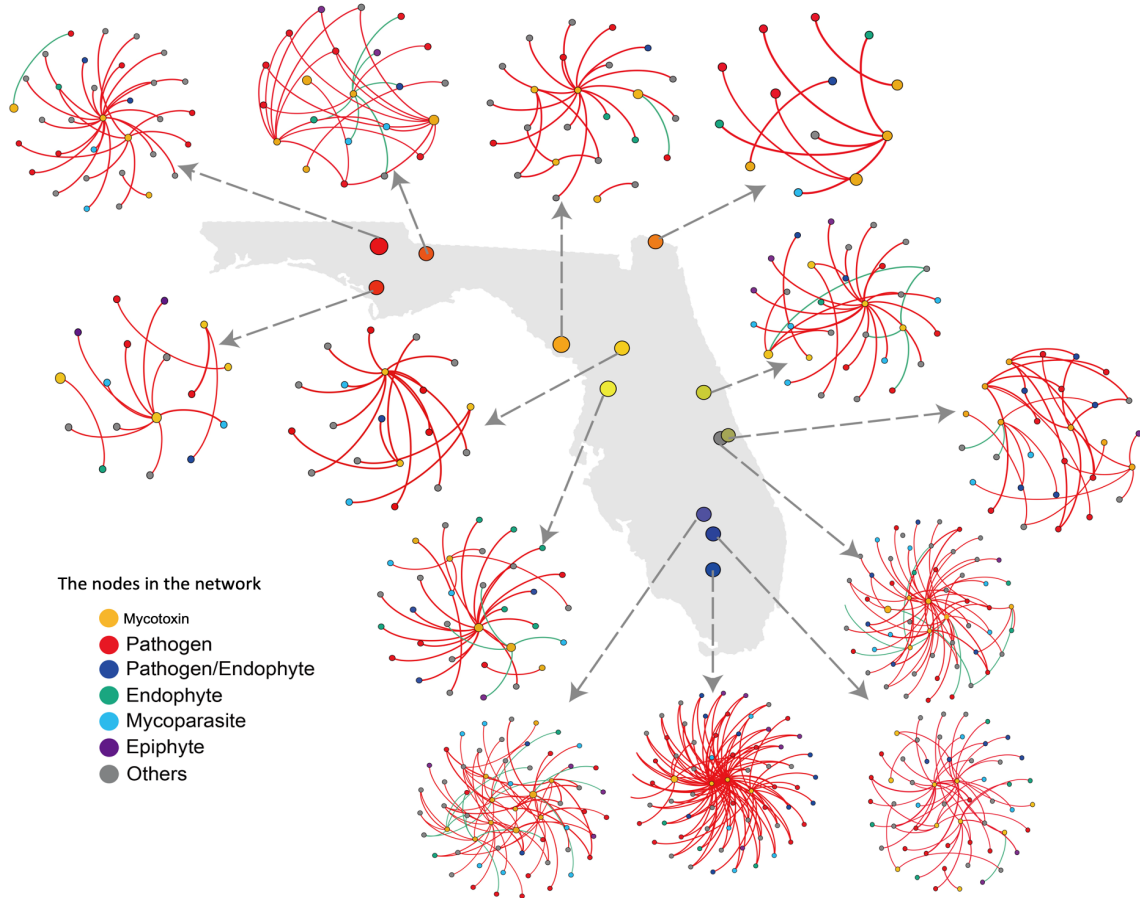 The nodes in the network
Mycotoxin
Pathogen
Pathogen/Endophyte
Endophyte
Mycoparasite
Epiphyte
Others